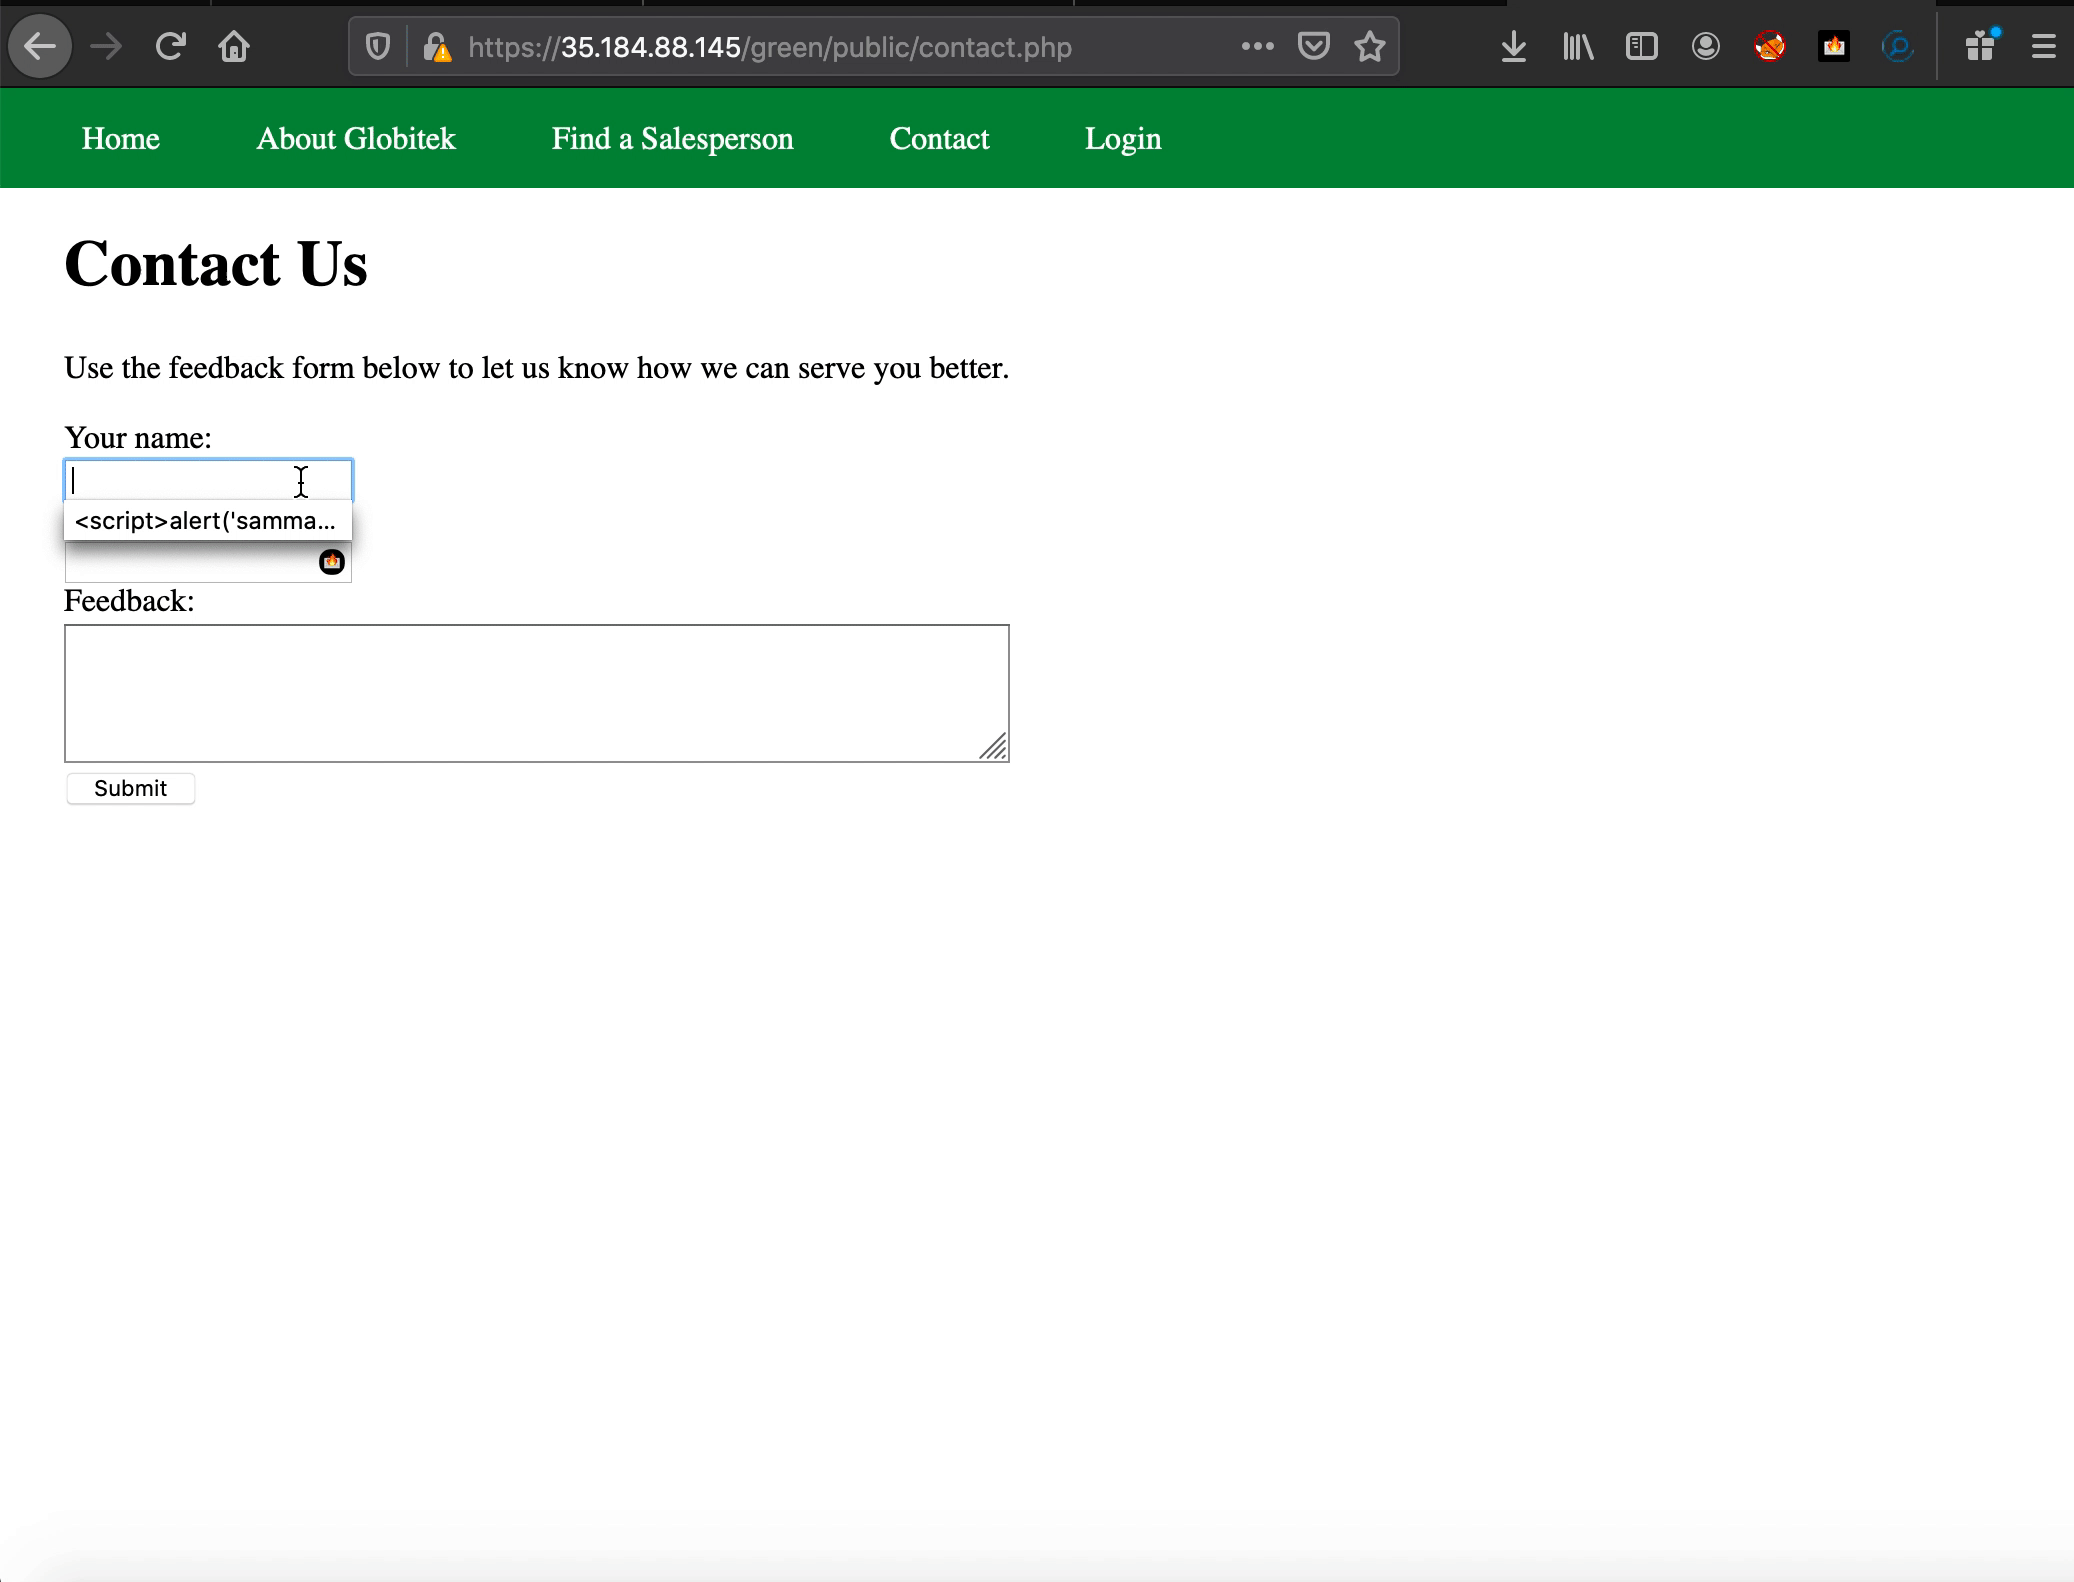 https://35.184.88.145/green/public/contact.php
Home About Globitek Find a Salesperson Contact Login
Contact Us
Use the feedback form below to let us know how we can serve you better.
Your name:
<script>alert('samma...
Feedback:
Submit